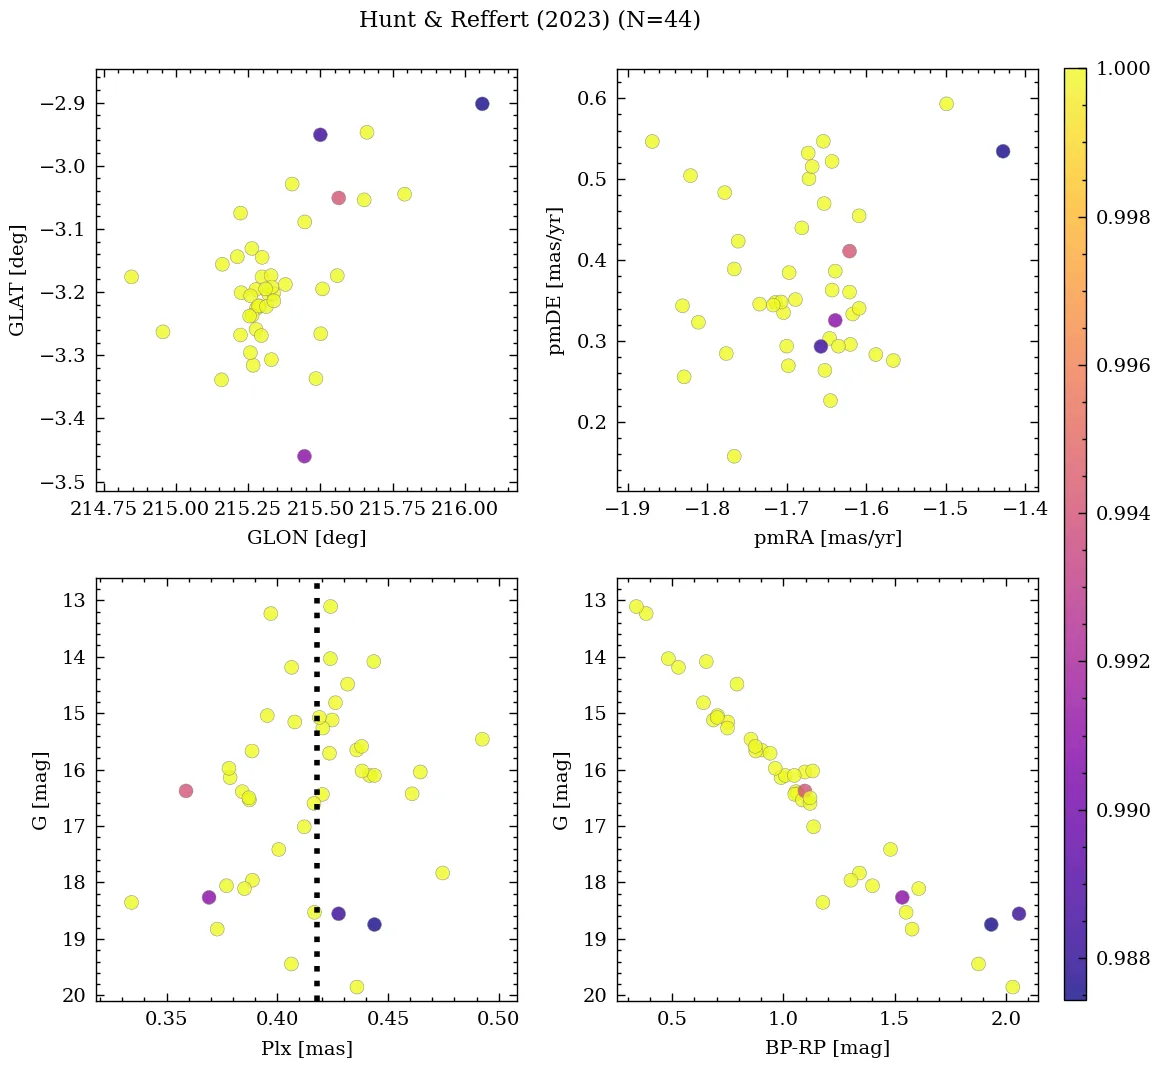 Hunt & Reffert (2023) (N=44)
GLAT [deg]
−2.9
−3.0
−3.1
−3.2
−3.3
−3.4
−3.5
214.75 215.00 215.25 215.50 215.75 216.00
GLON [deg]
pmDE [mas/yr]
0.6
0.5
0.4
0.3
0.2
−1.9 −1.8 −1.7 −1.6 −1.5 −1.4
pmRA [mas/yr]
G [mag]
13
14
15
16
17
18
19
20
0.35 0.40 0.45 0.50
Plx [mas]
G [mag]
13
14
15
16
17
18
19
20
0.5 1.0 1.5 2.0
BP-RP [mag]
1.000
0.998
0.996
0.994
0.992
0.990
0.988